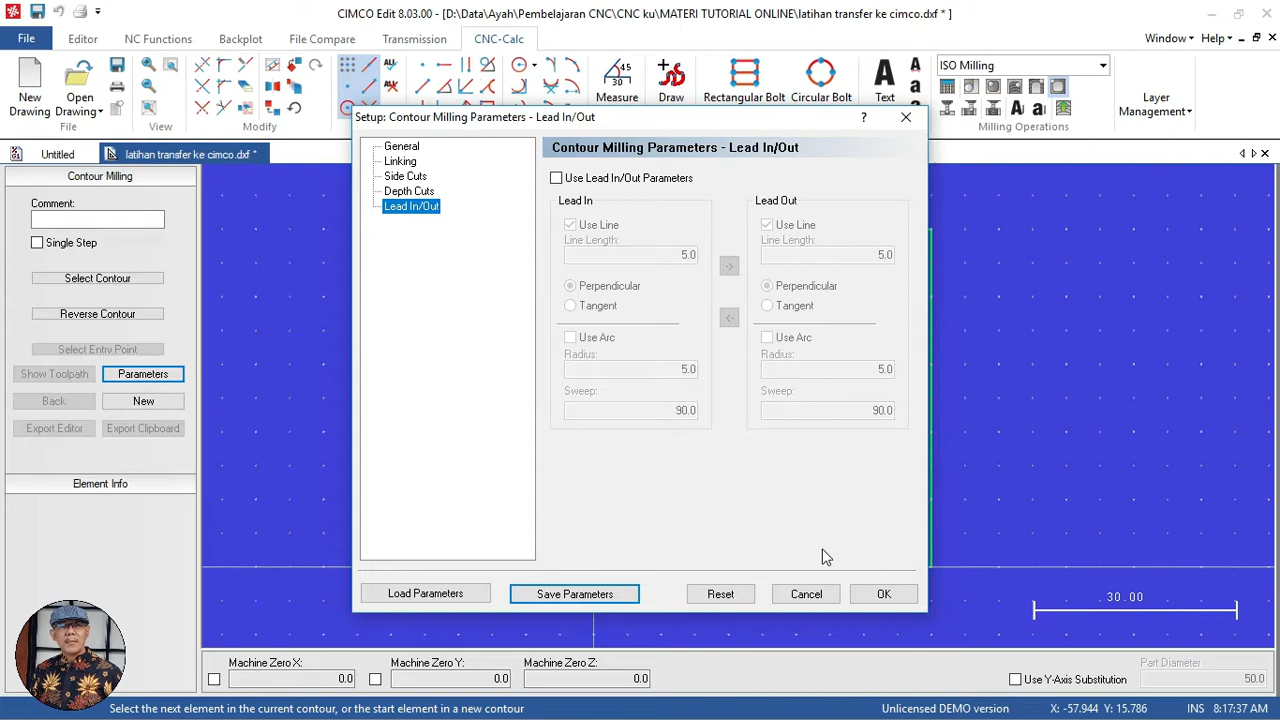 CIMCO Edit 8.03.00 - [D:\Data\Ayah\Pembelajaran CNC\CNC ku\MATERI TUTORIAL ONLINE\latihan transfer ke cimco.dxf * ]
File Editor NC Functions Backplot File Compare Transmission CNC-Calc Window Help
New Drawing
Open Drawing
File
View
Modify
45
30
Measure
Draw
Rectangular Bolt
Circular Bolt
A
Text
ISO Milling
Milling Operations
Layer Management
Untitled
latihan transfer ke cimco.dxf *
Contour Milling
Comment:
Single Step
Select Contour
Reverse Contour
Select Entry Point
Show Toolpath Parameters
Back New
Export Editor Export Clipboard
Element Info
Setup: Contour Milling Parameters - Lead In/Out
?
General
Linking
Side Cuts
Depth Cuts
Lead In/Out
Contour Milling Parameters - Lead In/Out
Use Lead In/Out Parameters
Lead In
Use Line
Line Length:
5.0
Perpendicular
Tangent
Use Arc
Radius:
5.0
Sweep:
90.0
->
<-
Lead Out
Use Line
Line Length:
5.0
Perpendicular
Tangent
Use Arc
Radius:
5.0
Sweep:
90.0
Load Parameters Save Parameters Reset Cancel OK
30.00
Machine Zero X: Machine Zero Y: Machine Zero Z: Part Diameter
0.0 0.0 0.0 Use Y-Axis Substitution 50.0
Select the next element in the current contour, or the start element in a new contour Unlicensed DEMO version X: -57.944 Y: 15.786 INS 8:17:37 AM